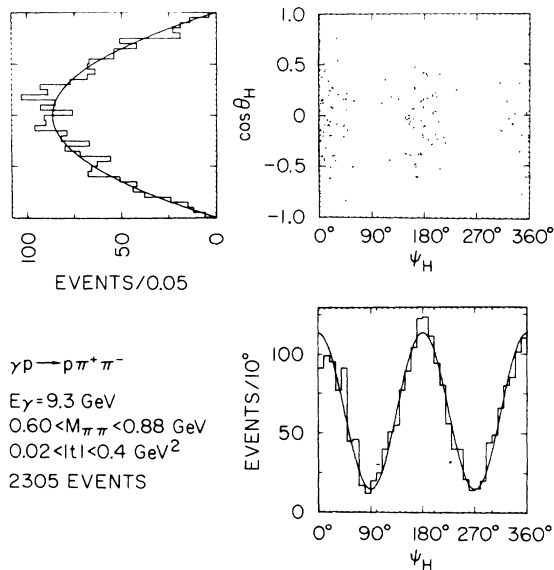 100
50
0
EVENTS/0.05
1.0
0.5
0
-0.5
-1.0
cos θH
0° 90° 180° 270° 360°
ψH
γp → pπ+π−
Eγ=9.3 GeV
0.60<Mππ<0.88 GeV
0.02<|t|<0.4 GeV²
2305 EVENTS
100
50
0
EVENTS/10°
0° 90° 180° 270° 360°
ψH